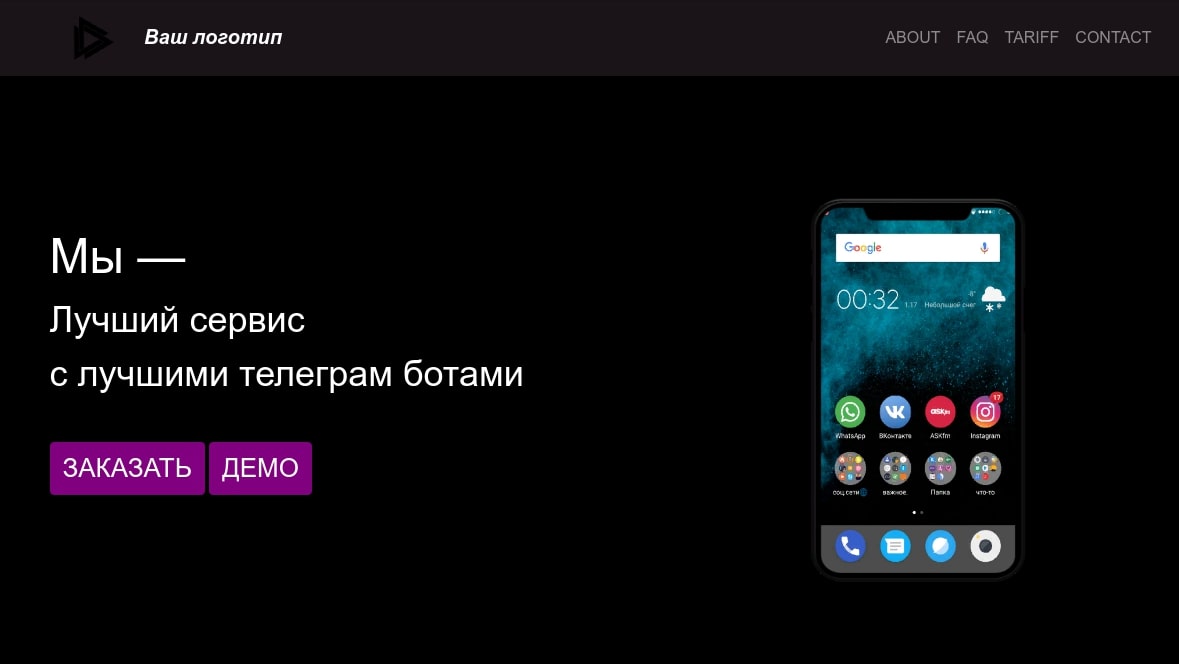 Ваш логотип
ABOUT FAQ TARIFF CONTACT
Мы —
Лучший сервис
с лучшими телеграм ботами
ЗАКАЗАТЬ ДЕМО
Google
-8°
00:32 1.17 Небольшой снег
17
ASKfm
WhatsApp ВКонтакте ASKfm Instagram
соц.сети важное. Папка что-то